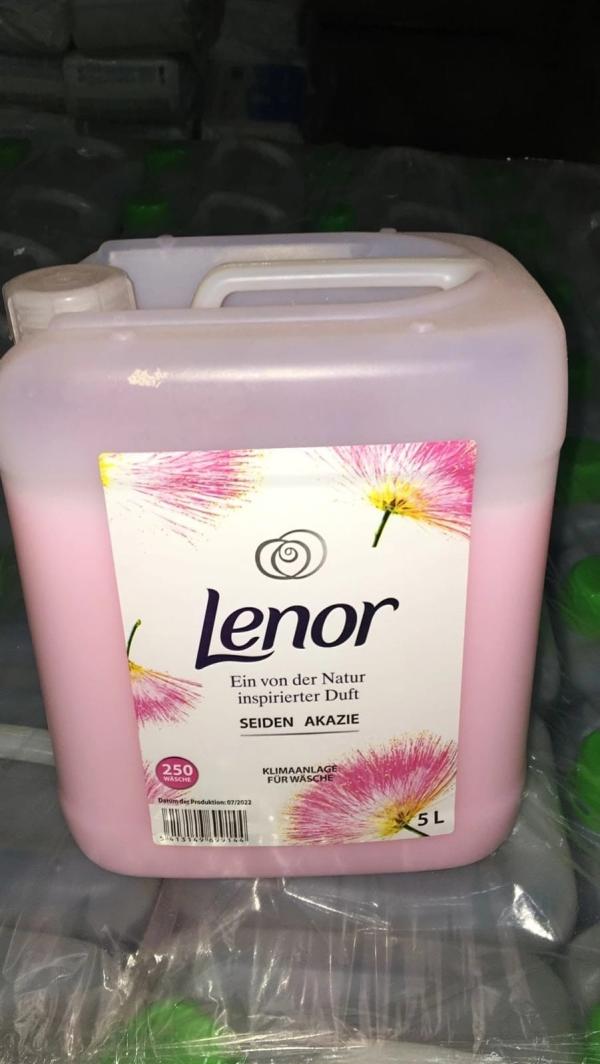 Lenor
Ein von der Natur
inspirierter Duft
SEIDEN AKAZIE
250
WÄSCHE
KLIMAANLAGE
FÜR WÄSCHE
Datum der Produktion: 07/2022
5 L
5413149699144